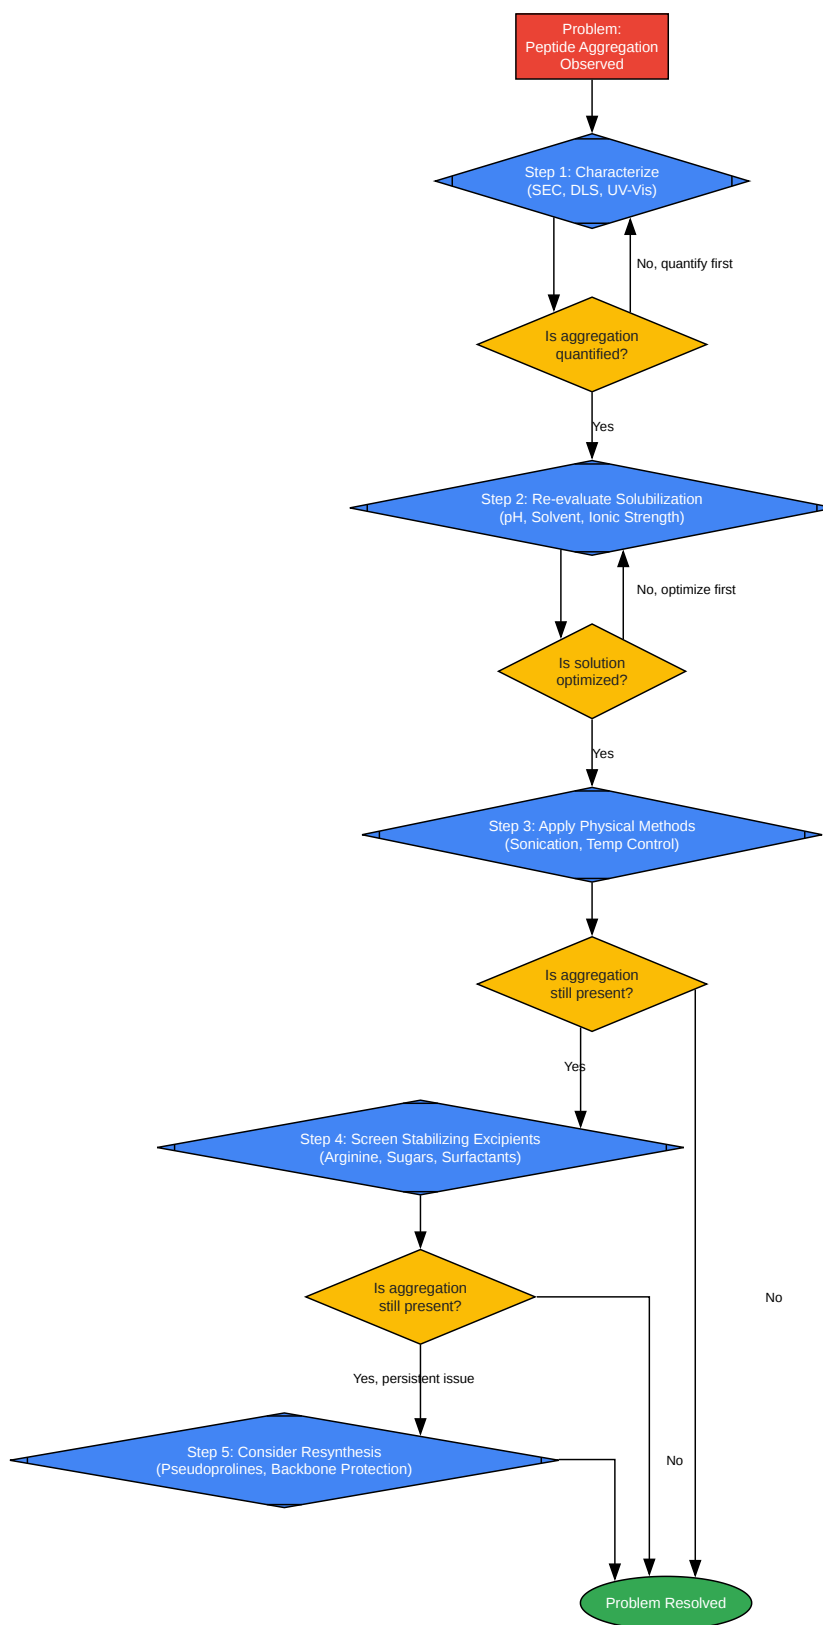 Problem:
Peptide Aggregation
Observed
Step 1: Characterize
(SEC, DLS, UV-Vis)
No, quantify first
Is aggregation
quantified?
Yes
Step 2: Re-evaluate Solubilization
(pH, Solvent, Ionic Strength)
No, optimize first
Is solution
optimized?
Yes
Step 3: Apply Physical Methods
(Sonication, Temp Control)
Is aggregation
still present?
Yes
Step 4: Screen Stabilizing Excipients
(Arginine, Sugars, Surfactants)
Is aggregation
still present?
No
Yes, persistent issue
Step 5: Consider Resynthesis
(Pseudoprolines, Backbone Protection)
No
Problem Resolved